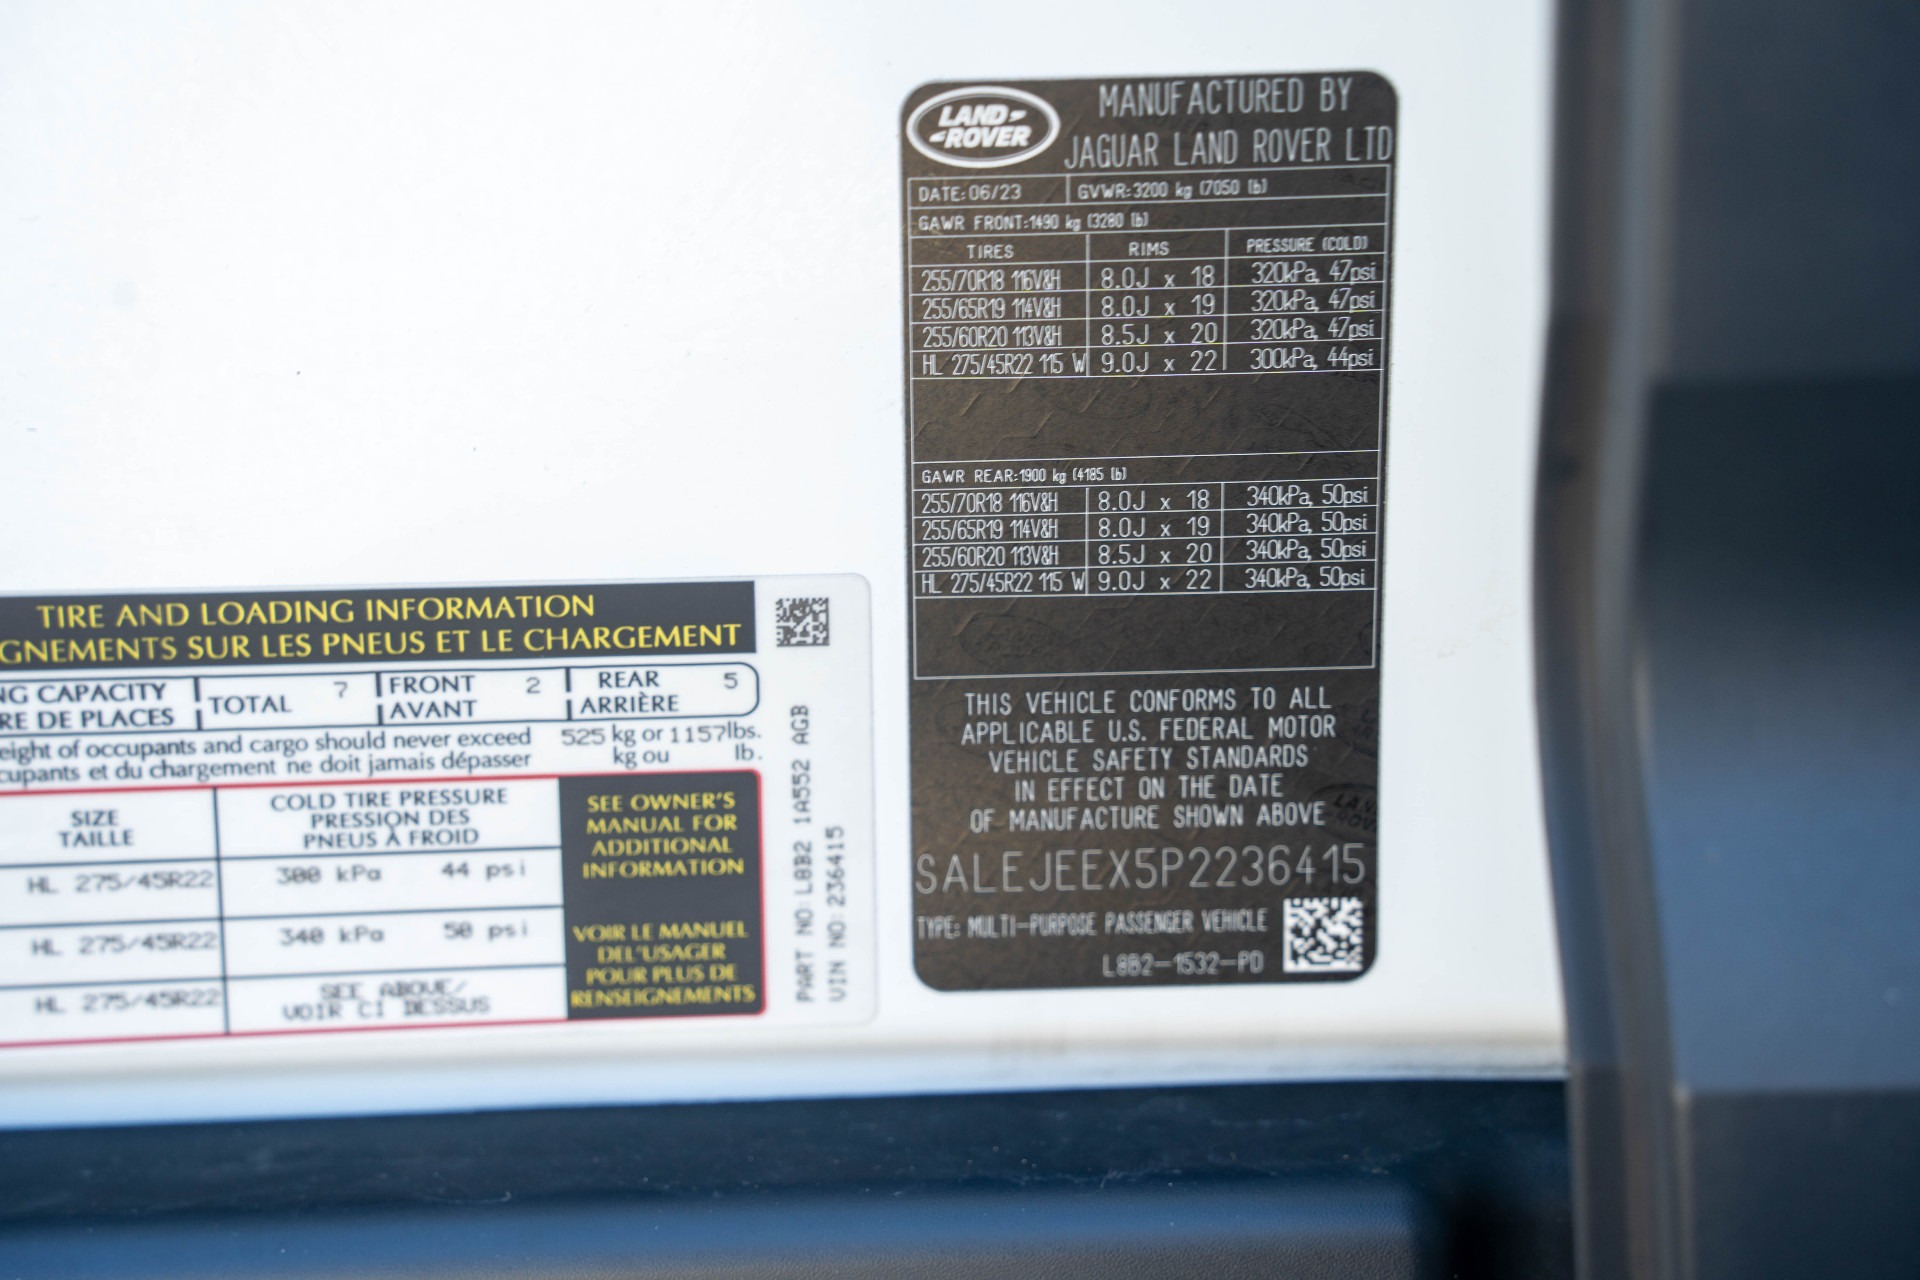 LAND ROVER
MANUFACTURED BY
JAGUAR LAND ROVER LTD
DATE:06/23 GVWR:3200 kg (7050 lb)
GAWR FRONT:1490 kg (3280 lb)
TIRES RIMS PRESSURE (COLD)
255/70R18 116V&H 8.0J x 18 320kPa, 47psi
255/65R19 114V&H 8.0J x 19 320kPa, 47psi
255/60R20 113V&H 8.5J x 20 320kPa, 47psi
HL 275/45R22 115 W 9.0J x 22 300kPa, 44psi
GAWR REAR:1900 kg (4185 lb)
255/70R18 116V&H 8.0J x 18 340kPa, 50psi
255/65R19 114V&H 8.0J x 19 340kPa, 50psi
255/60R20 113V&H 8.5J x 20 340kPa, 50psi
HL 275/45R22 115 W 9.0J x 22 340kPa, 50psi
THIS VEHICLE CONFORMS TO ALL
APPLICABLE U.S. FEDERAL MOTOR
VEHICLE SAFETY STANDARDS
IN EFFECT ON THE DATE
OF MANUFACTURE SHOWN ABOVE
SALEJEEX5P2236415
TYPE: MULTI-PURPOSE PASSENGER VEHICLE
L8B2-1532-PD
TIRE AND LOADING INFORMATION
GNEMENTS SUR LES PNEUS ET LE CHARGEMENT
NG CAPACITY TOTAL 7 FRONT 2 REAR 5
RE DE PLACES AVANT ARRIÈRE
eight of occupants and cargo should never exceed 525 kg or 1157lbs.
cupants et du chargement ne doit jamais dépasser kg ou lb.
SIZE
TAILLE
COLD TIRE PRESSURE
PRESSION DES
PNEUS À FROID
HL 275/45R22 300 kPa 44 psi
HL 275/45R22 340 kPa 50 psi
HL 275/45R22 SEE ABOVE/
VOIR CI DESSUS
SEE OWNER'S
MANUAL FOR
ADDITIONAL
INFORMATION
VOIR LE MANUEL
DEL'USAGER
POUR PLUS DE
RENSEIGNEMENTS
PART NO:L8B2 1A552 AGB
VIN NO:236415